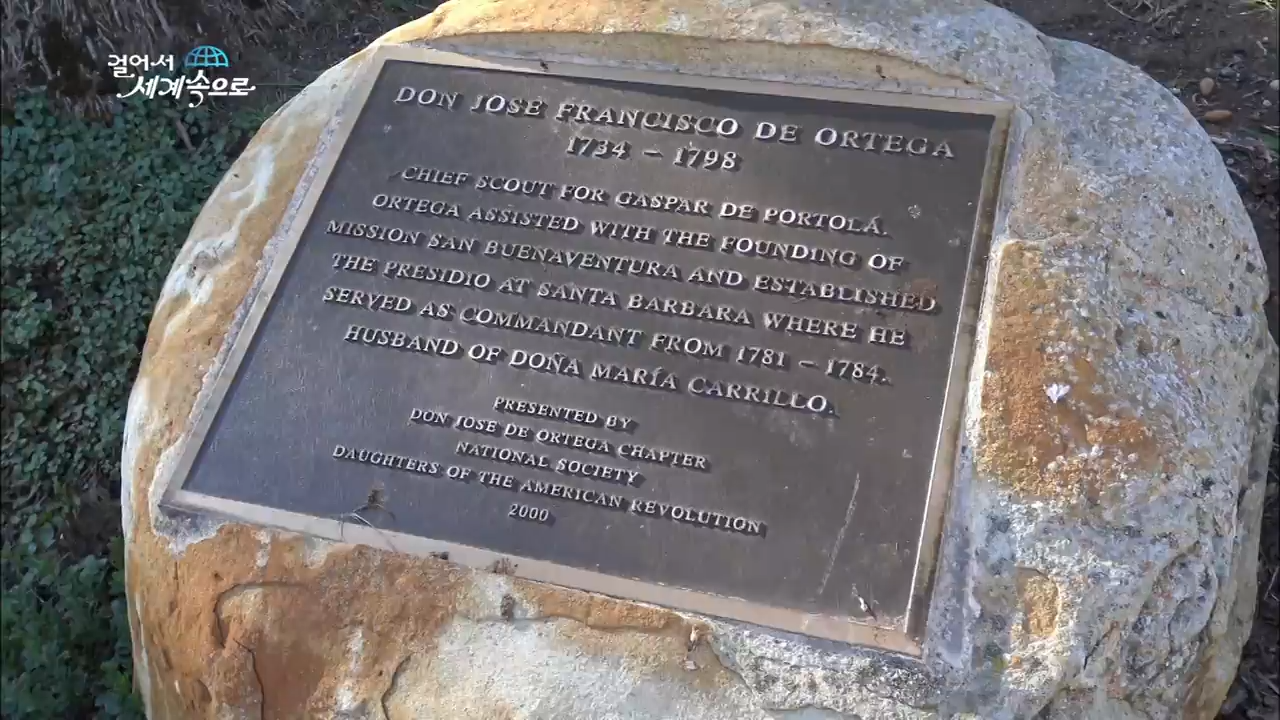 걸어서
세계속으로
DON JOSE FRANCISCO DE ORTEGA
1734 – 1798
CHIEF SCOUT FOR GASPAR DE PORTOLÁ.
ORTEGA ASSISTED WITH THE FOUNDING OF
MISSION SAN BUENAVENTURA AND ESTABLISHED
THE PRESIDIO AT SANTA BARBARA WHERE HE
SERVED AS COMMANDANT FROM 1781 – 1784.
HUSBAND OF DOÑA MARÍA CARRILLO.
PRESENTED BY
DON JOSE DE ORTEGA CHAPTER
NATIONAL SOCIETY
DAUGHTERS OF THE AMERICAN REVOLUTION
2000